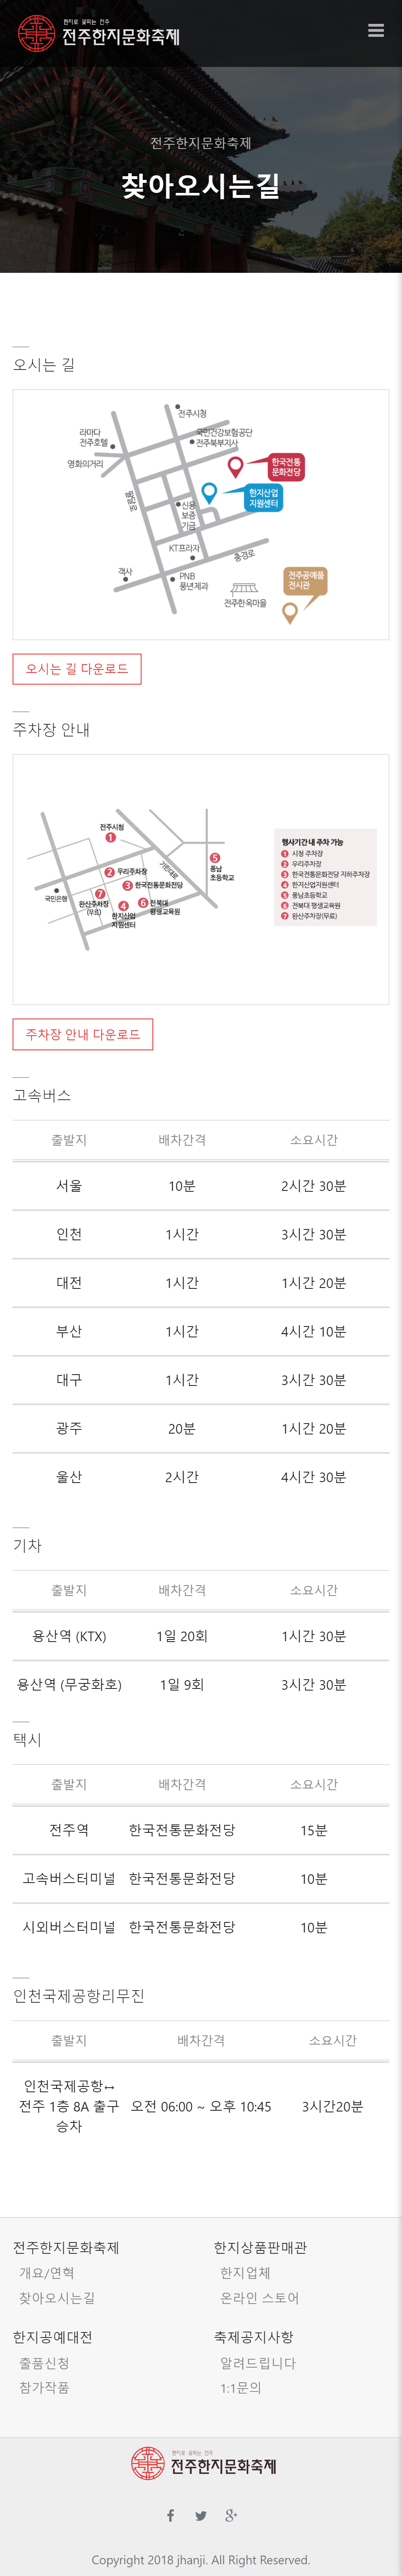 한지로 꽃피는 전주
전주한지문화축제
전주한지문화축제
찾아오시는길
오시는 길
전주시청
라마다
전주호텔
국민건강보험공단
전주북부지사
영화의거리
한국전통
문화전당
한지산업
지원센터
팔달로
신용
보증
기금
KT프라자
충경로
객사
PNB
풍년제과
전주공예품
전시관
전주한옥마을
오시는 길 다운로드
주차장 안내
전주시청
1
행사기간 내 주차 가능
1 시청 주차장
2 우리주차장
3 한국전통문화전당 지하주차장
4 한지산업지원센터
5 풍남초등학교
6 전북대 평생교육원
7 완산주차장(무료)
5
풍남
초등학교
기린대로
2 우리주차장
3 한국전통문화전당
국민은행
7
완산주차장
(무료)
4
한지산업
지원센터
6 전북대
평생교육원
주차장 안내 다운로드
고속버스
출발지 배차간격 소요시간
서울 10분 2시간 30분
인천 1시간 3시간 30분
대전 1시간 1시간 20분
부산 1시간 4시간 10분
대구 1시간 3시간 30분
광주 20분 1시간 20분
울산 2시간 4시간 30분
기차
출발지 배차간격 소요시간
용산역 (KTX) 1일 20회 1시간 30분
용산역 (무궁화호) 1일 9회 3시간 30분
택시
출발지 배차간격 소요시간
전주역 한국전통문화전당 15분
고속버스터미널 한국전통문화전당 10분
시외버스터미널 한국전통문화전당 10분
인천국제공항리무진
출발지 배차간격 소요시간
인천국제공항↔
전주 1층 8A 출구 오전 06:00 ~ 오후 10:45 3시간20분
승차
전주한지문화축제
개요/연혁
찾아오시는길
한지상품판매관
한지업체
온라인 스토어
한지공예대전
출품신청
참가작품
축제공지사항
알려드립니다
1:1문의
한지로 꽃피는 전주
전주한지문화축제
Copyright 2018 jhanji. All Right Reserved.